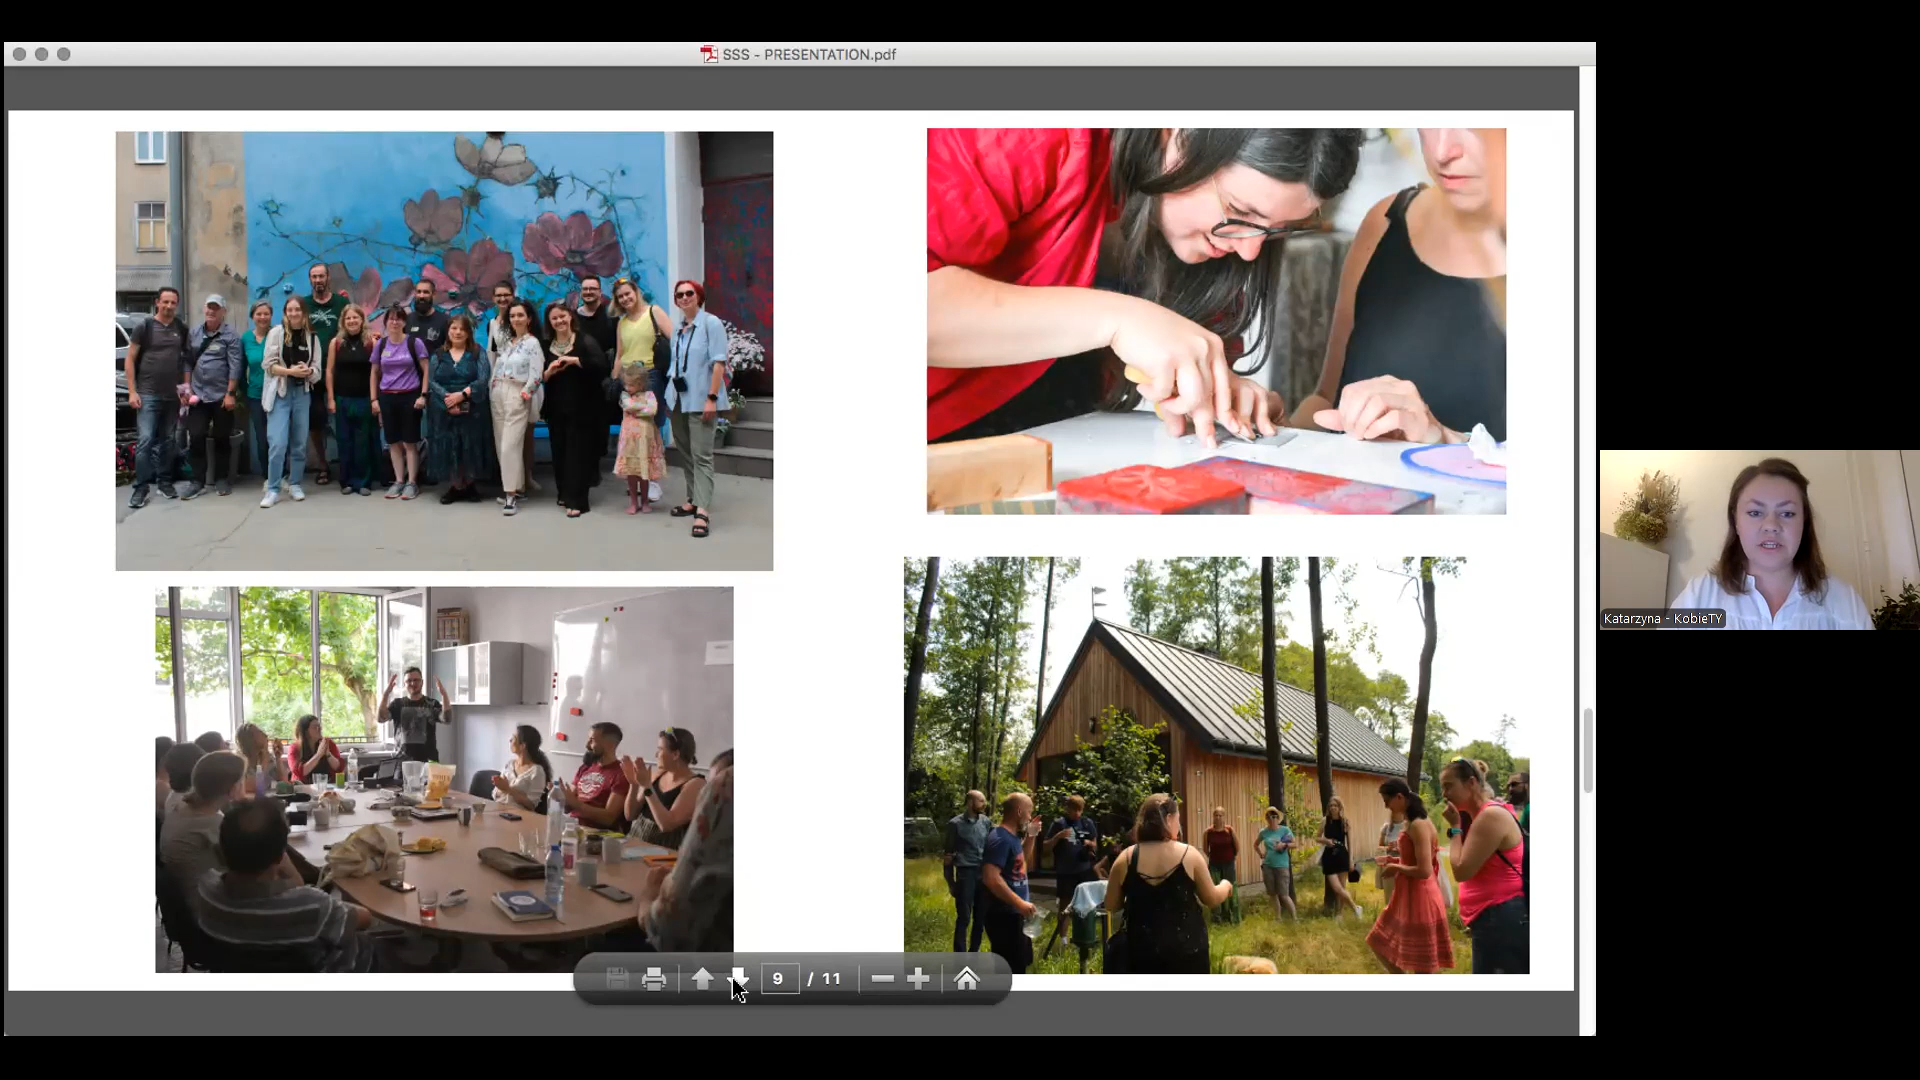 SSS - PRESENTATION.pdf
Katarzyna - KobieTY
9 / 11